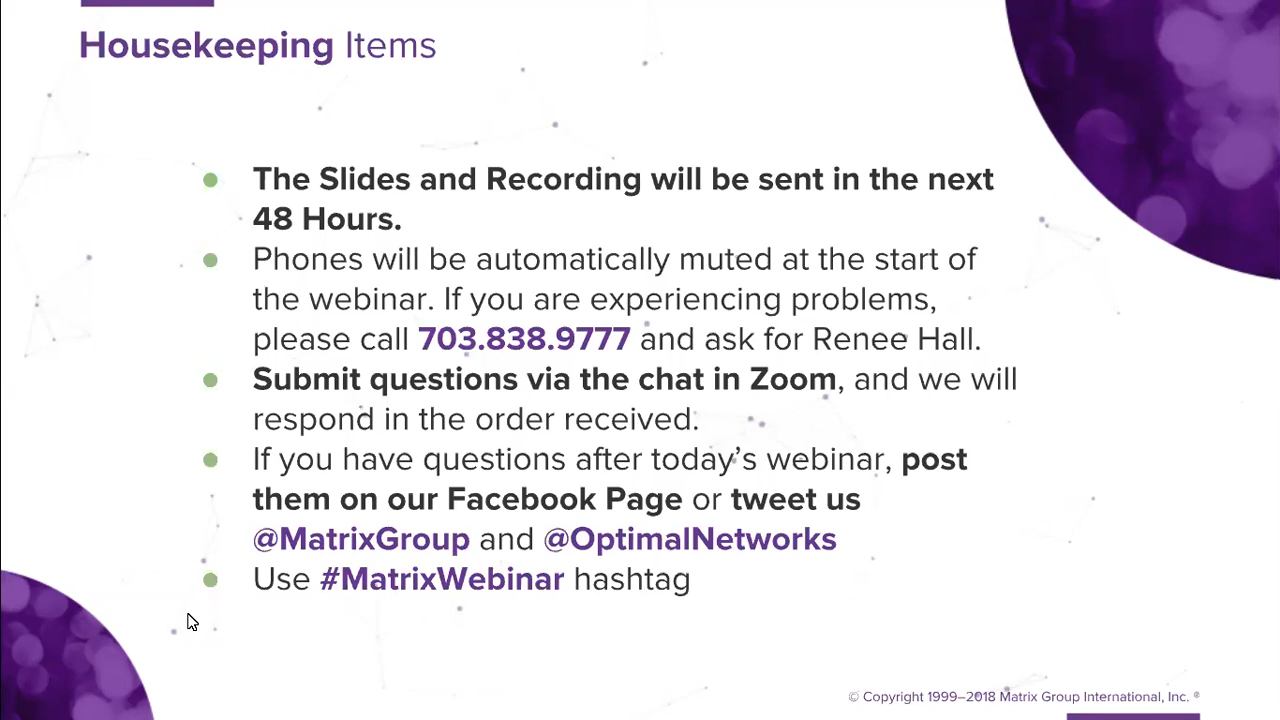 Housekeeping Items
The Slides and Recording will be sent in the next
48 Hours.
Phones will be automatically muted at the start of
the webinar. If you are experiencing problems,
please call 703.838.9777 and ask for Renee Hall.
Submit questions via the chat in Zoom, and we will
respond in the order received.
If you have questions after today’s webinar, post
them on our Facebook Page or tweet us
@MatrixGroup and @OptimalNetworks
Use #MatrixWebinar hashtag
© Copyright 1999–2018 Matrix Group International, Inc. ®